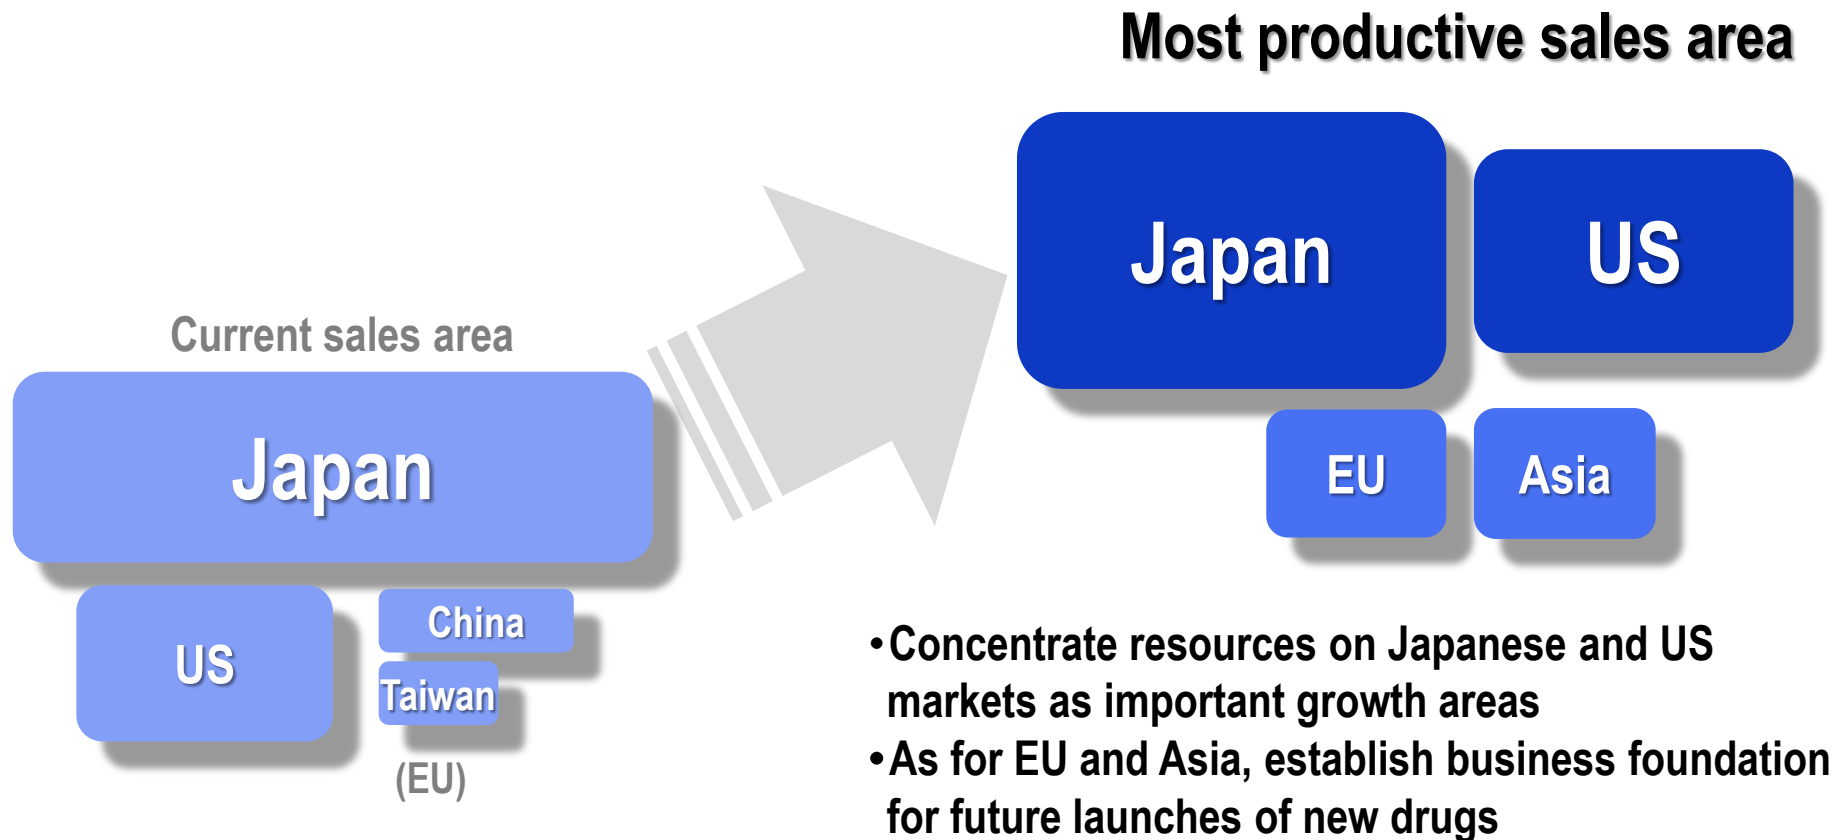 Most productive sales area
Japan
US
EU
Asia
Current sales area
Japan
US
China
Taiwan
(EU)
•Concentrate resources on Japanese and US
markets as important growth areas
•As for EU and Asia, establish business foundation
for future launches of new drugs